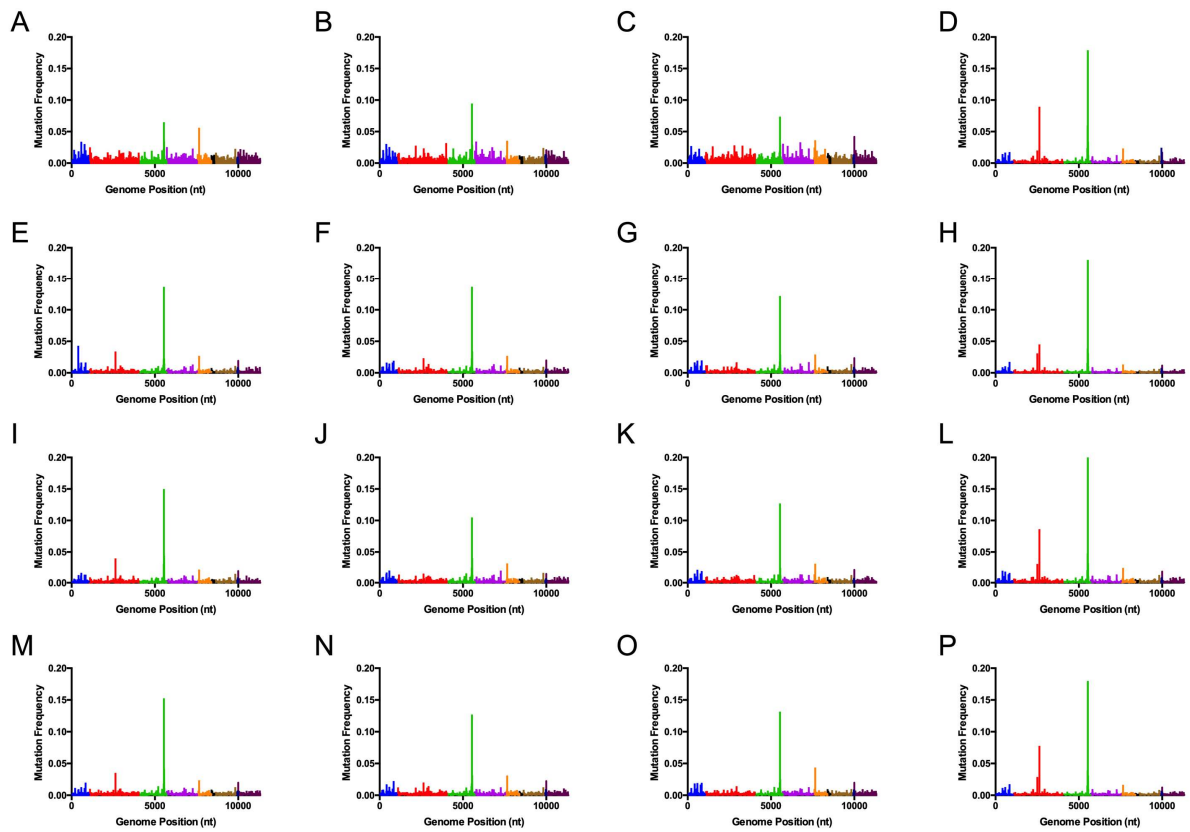 A B C D
0.20 0.20 0.20 0.20
0.15 0.15 0.15 0.15
0.10 0.10 0.10 0.10
0.05 0.05 0.05 0.05
0.00 0.00 0.00 0.00
Mutation Frequency Mutation Frequency Mutation Frequency Mutation Frequency
0 5000 10000 0 5000 10000 0 5000 10000 0 5000 10000
Genome Position (nt) Genome Position (nt) Genome Position (nt) Genome Position (nt)
E F G H
0.20 0.20 0.20 0.20
0.15 0.15 0.15 0.15
0.10 0.10 0.10 0.10
0.05 0.05 0.05 0.05
0.00 0.00 0.00 0.00
Mutation Frequency Mutation Frequency Mutation Frequency Mutation Frequency
0 5000 10000 0 5000 10000 0 5000 10000 0 5000 10000
Genome Position (nt) Genome Position (nt) Genome Position (nt) Genome Position (nt)
I J K L
0.20 0.20 0.20 0.20
0.15 0.15 0.15 0.15
0.10 0.10 0.10 0.10
0.05 0.05 0.05 0.05
0.00 0.00 0.00 0.00
Mutation Frequency Mutation Frequency Mutation Frequency Mutation Frequency
0 5000 10000 0 5000 10000 0 5000 10000 0 5000 10000
Genome Position (nt) Genome Position (nt) Genome Position (nt) Genome Position (nt)
M N O P
0.20 0.20 0.20 0.20
0.15 0.15 0.15 0.15
0.10 0.10 0.10 0.10
0.05 0.05 0.05 0.05
0.00 0.00 0.00 0.00
Mutation Frequency Mutation Frequency Mutation Frequency Mutation Frequency
0 5000 10000 0 5000 10000 0 5000 10000 0 5000 10000
Genome Position (nt) Genome Position (nt) Genome Position (nt) Genome Position (nt)